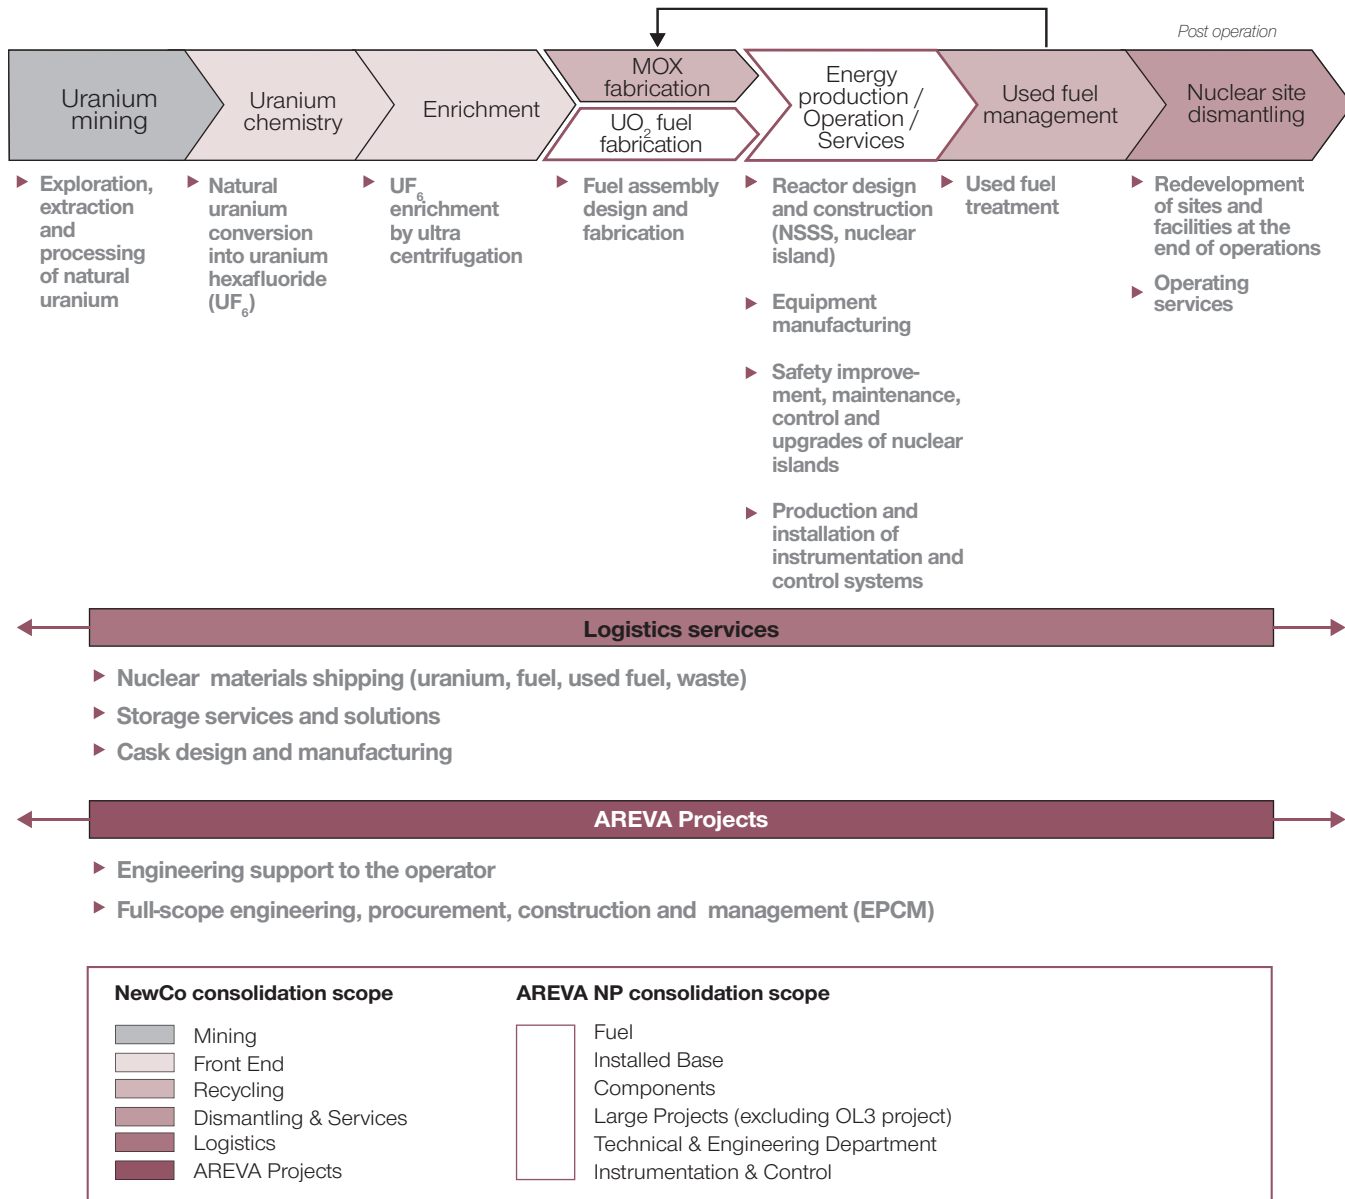 Post operation
Uranium
mining
Uranium
chemistry
Enrichment
MOX
fabrication
UO2 fuel
fabrication
Energy
production /
Operation /
Services
Used fuel
management
Nuclear site
dismantling
Exploration,
extraction
and
processing
of natural
uranium
Natural
uranium
conversion
into uranium
hexafluoride
(UF6)
UF6
enrichment
by ultra
centrifugation
Fuel assembly
design and
fabrication
Reactor design
and construction
(NSSS, nuclear
island)
Equipment
manufacturing
Safety improve-
ment, maintenance,
control and
upgrades of nuclear
islands
Production and
installation of
instrumentation and
control systems
Used fuel
treatment
Redevelopment
of sites and
facilities at the
end of operations
Operating
services
Logistics services
Nuclear materials shipping (uranium, fuel, used fuel, waste)
Storage services and solutions
Cask design and manufacturing
AREVA Projects
Engineering support to the operator
Full-scope engineering, procurement, construction and management (EPCM)
NewCo consolidation scope
Mining
Front End
Recycling
Dismantling & Services
Logistics
AREVA Projects
AREVA NP consolidation scope
Fuel
Installed Base
Components
Large Projects (excluding OL3 project)
Technical & Engineering Department
Instrumentation & Control